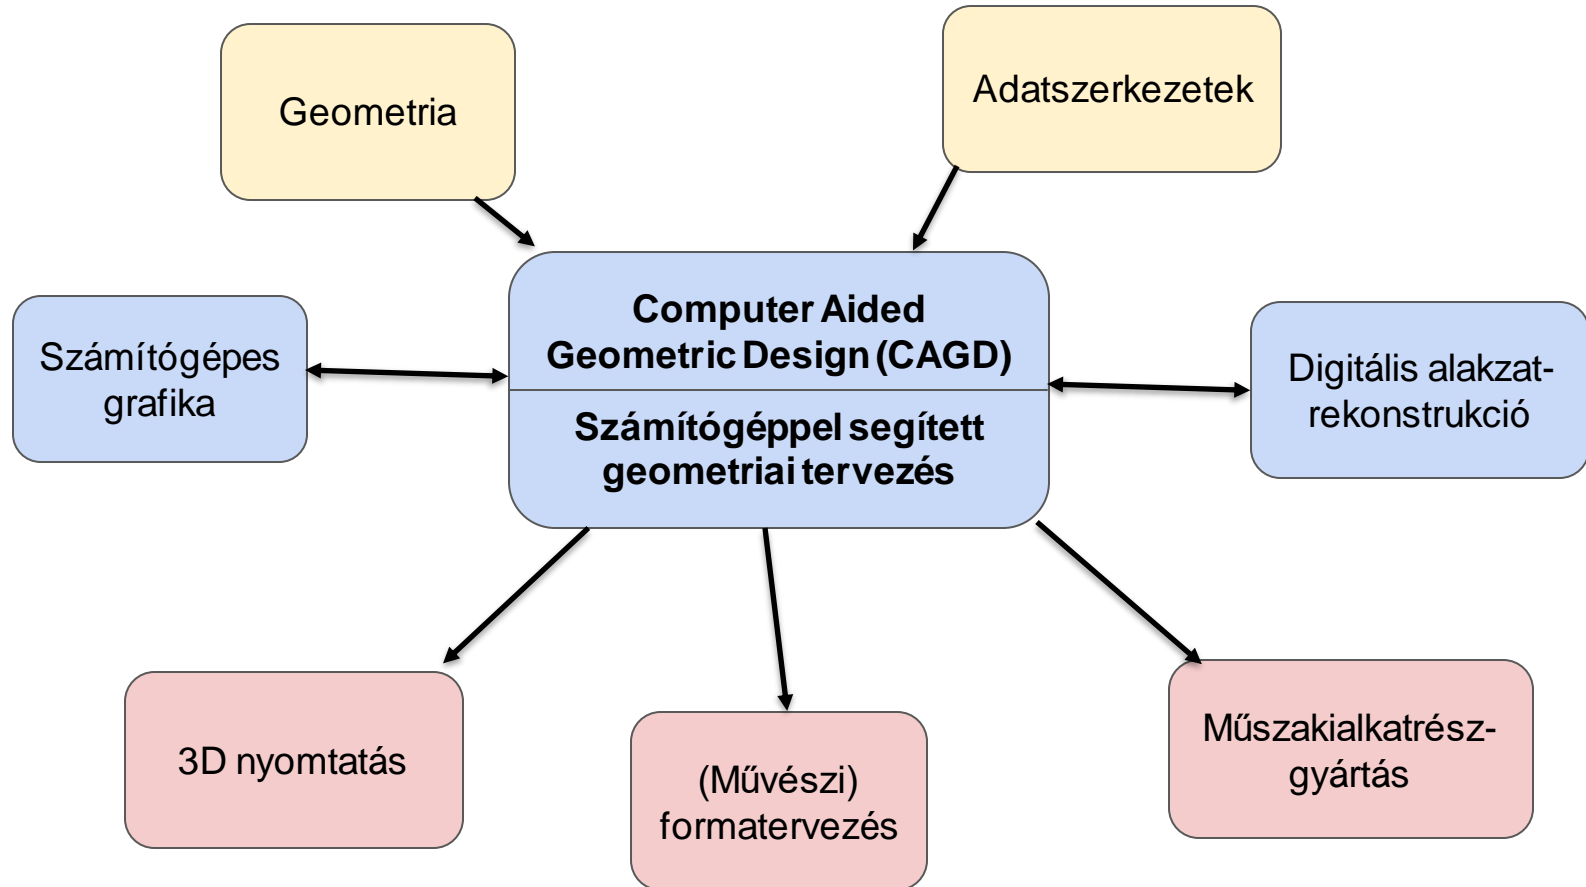 Geometria
Adatszerkezetek
Computer Aided
Geometric Design (CAGD)
Számítógéppel segített
geometriai tervezés
Számítógépes
grafika
Digitális alakzat-
rekonstrukció
3D nyomtatás
(Művészi)
formatervezés
Műszakialkatrész-
gyártás